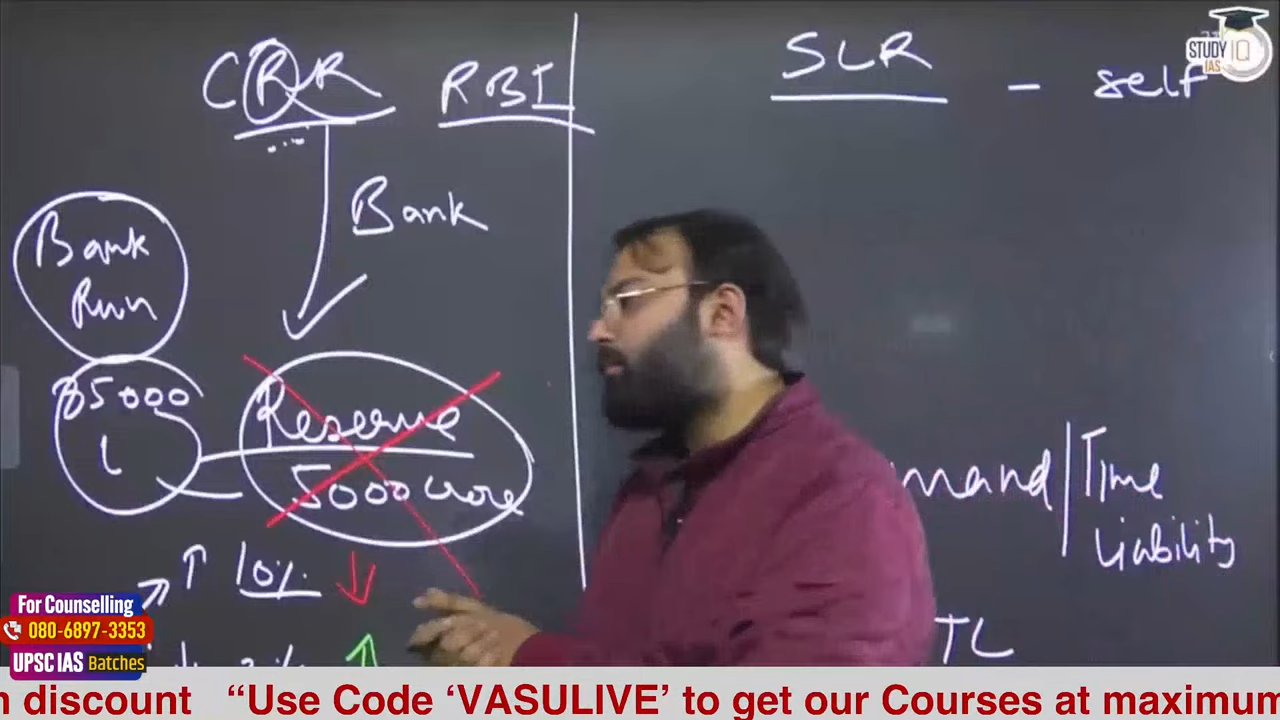 CRR RBI
Bank
Bank
Run
85000
Reserve
5000 crore
↑ 10% ↓
↑
SLR - self
mand/Time
Liability
TL
STUDY IQ
IAS
For Counselling
080-6897-3353
UPSC IAS Batches
n discount “Use Code ‘VASULIVE’ to get our Courses at maximum